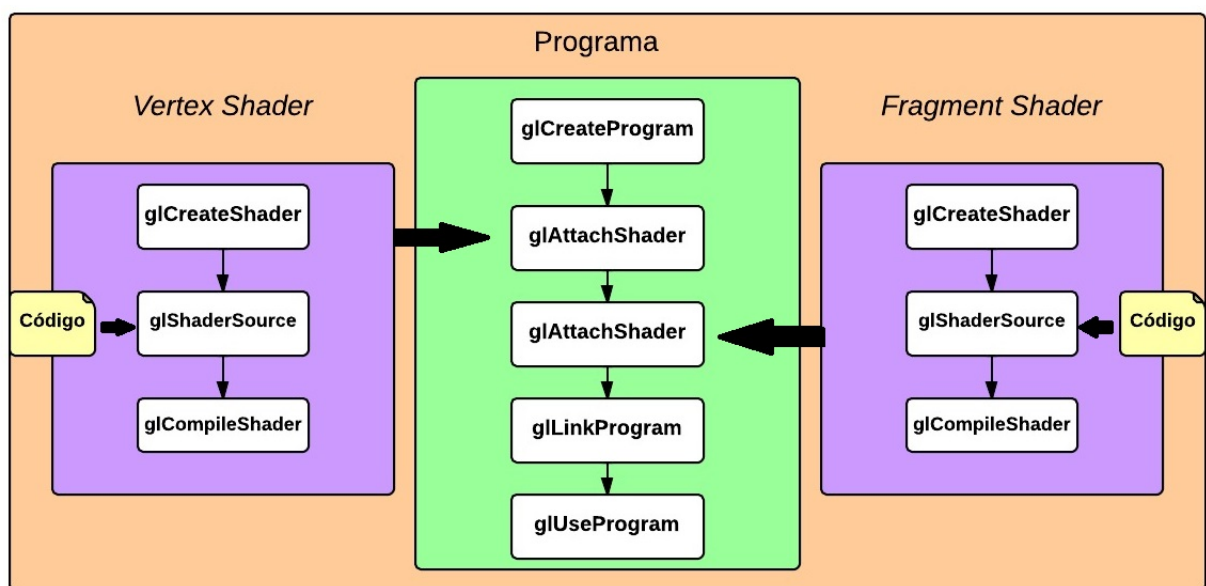 Programa
Vertex Shader
glCreateShader
Código
glShaderSource
glCompileShader
glCreateProgram
glAttachShader
glAttachShader
glLinkProgram
glUseProgram
Fragment Shader
glCreateShader
glShaderSource
Código
glCompileShader